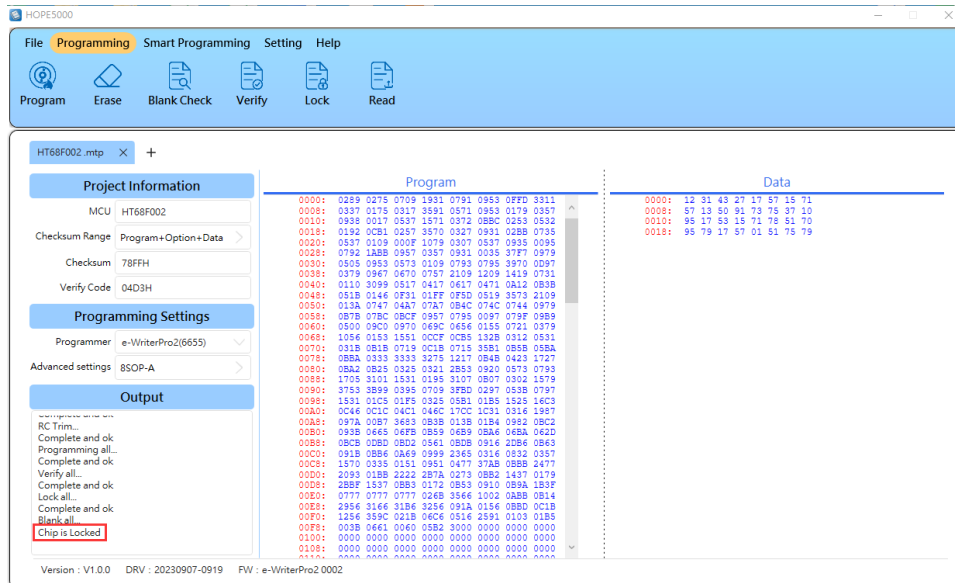 HOPE5000
File Programming Smart Programming Setting Help
Program Erase Blank Check Verify Lock Read
HT68F002 .mtp × +
Project Information
MCU HT68F002
Checksum Range Program+Option+Data
Checksum 78FFH
Verify Code 04D3H
Programming Settings
Programmer e-WriterPro2(6655)
Advanced settings 8SOP-A
Output
RC Trim...
Complete and ok
Programming all...
Complete and ok
Verify all...
Complete and ok
Lock all...
Complete and ok
Blank all...
Chip is Locked
Program
0000: 0289 0275 0709 1931 0791 0953 0FFD 3311
0008: 0337 0175 0317 3591 0571 0953 0179 0357
0010: 0938 0017 0537 1571 0372 0BBC 0253 0532
0018: 0192 0CB1 0257 3570 0327 0931 02BB 0735
0020: 0537 0109 000F 1079 0307 0537 0935 0095
0028: 0792 1ABB 0957 0357 0931 0035 37F7 0979
0030: 0505 0953 0573 0109 0793 0795 3970 0D97
0038: 0379 0967 0670 0757 2109 1209 1419 0731
0040: 0110 3099 0517 0417 0617 0471 0A12 0B3B
0048: 051B 0146 0F31 01FF 0F5D 0519 3573 2109
0050: 013A 0747 04A7 07A7 0B4C 074C 0744 0979
0058: 0B7B 07BC 0BCF 0957 0795 0097 079F 09B9
0060: 0500 09C0 0970 069C 0656 0155 0721 0379
0068: 1056 0153 1551 0CCF 0CB5 132B 0312 0531
0070: 031B 0B1B 0719 0C1B 0715 35B1 0B5B 05BA
0078: 0BBA 0333 3333 3275 1217 0B4B 0423 1727
0080: 0BA2 0B25 0325 0321 2B53 0920 0573 0793
0088: 1705 3101 1531 0195 3107 0B07 0302 1579
0090: 3753 3B99 0395 0709 3FBD 0297 053B 0797
0098: 1531 01C5 01F5 0325 05B1 01B5 1525 16C3
00A0: 0C46 0C1C 04C1 046C 17CC 1C31 0316 1987
00A8: 097A 00B7 3683 0B3B 013B 01B4 0982 0BC2
00B0: 093B 0665 06FB 0B59 06B9 0BA6 06BA 062D
00B8: 0BCB 0DBD 0BD2 0561 0BDB 0916 2DB6 0B63
00C0: 091B 0BB6 0A69 0999 2365 0316 0832 0357
00C8: 1570 0335 0151 0951 0477 37AB 0BBB 2477
00D0: 2093 01BB 2222 2B7A 0273 0BB2 1437 0179
00D8: 2BBF 1537 0BB3 0172 0B53 0910 0B9A 1B3F
00E0: 0777 0777 0777 026B 3566 1002 0ABB 0B14
00E8: 2956 3166 31B6 3256 091A 0156 0BBD 0C1B
00F0: 1256 359C 021B 06C6 0516 2591 0103 01B5
00F8: 003B 0661 0060 05B2 3000 0000 0000 0000
0100: 0000 0000 0000 0000 0000 0000 0000 0000
0108: 0000 0000 0000 0000 0000 0000 0000 0000
Data
0000: 12 31 43 27 17 57 15 71
0008: 57 13 50 91 73 75 37 10
0010: 95 17 53 15 71 78 51 70
0018: 95 79 17 57 01 51 75 79
Version : V1.0.0 DRV : 20230907-0919 FW : e-WriterPro2 0002